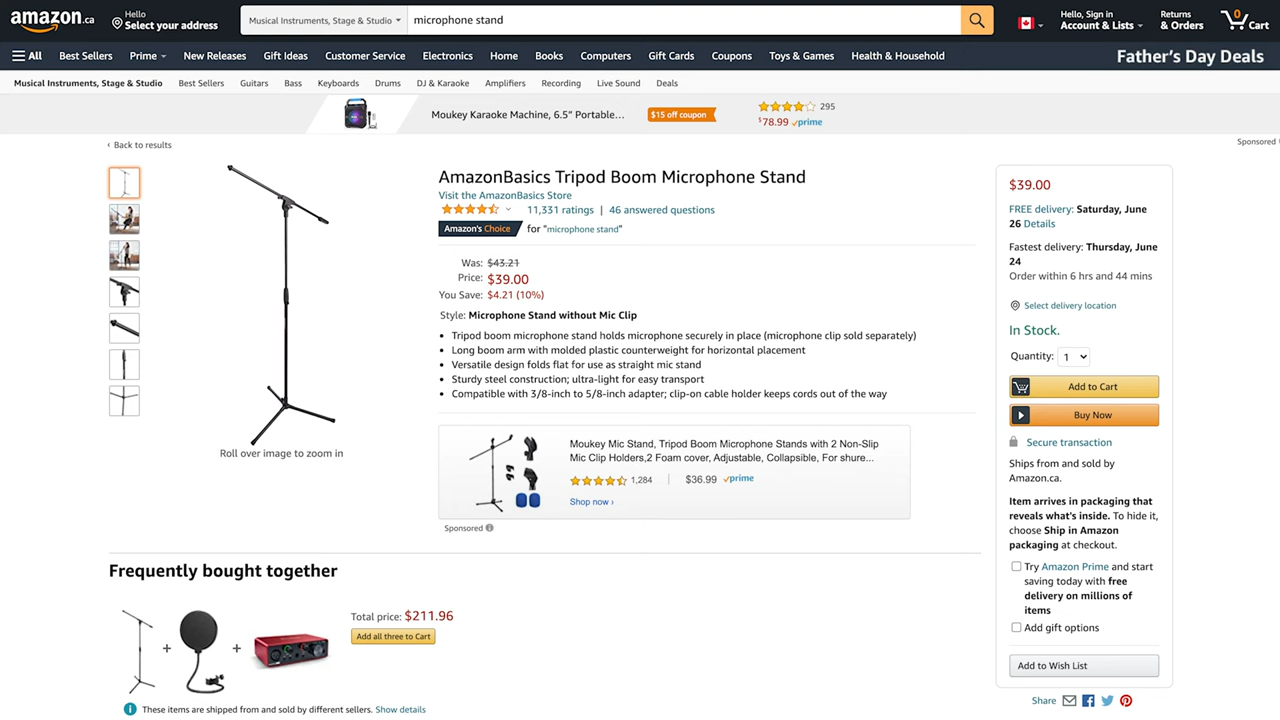 amazon.ca
Hello
Select your address
Musical Instruments, Stage & Studio
microphone stand
Hello, Sign in
Account & Lists
Returns
& Orders
0
Cart
All
Best Sellers
Prime
New Releases
Gift Ideas
Customer Service
Electronics
Home
Books
Computers
Gift Cards
Coupons
Toys & Games
Health & Household
Father's Day Deals
Musical Instruments, Stage & Studio
Best Sellers
Guitars
Bass
Keyboards
Drums
DJ & Karaoke
Amplifiers
Recording
Live Sound
Deals
Moukey Karaoke Machine, 6.5" Portable...
$15 off coupon
295
$78.99 prime
‹ Back to results
Sponsored
AmazonBasics Tripod Boom Microphone Stand
Visit the AmazonBasics Store
11,331 ratings | 46 answered questions
Amazon's Choice for "microphone stand"
Was: $43.21
Price: $39.00
You Save: $4.21 (10%)
Style: Microphone Stand without Mic Clip
• Tripod boom microphone stand holds microphone securely in place (microphone clip sold separately)
• Long boom arm with molded plastic counterweight for horizontal placement
• Versatile design folds flat for use as straight mic stand
• Sturdy steel construction; ultra-light for easy transport
• Compatible with 3/8-inch to 5/8-inch adapter; clip-on cable holder keeps cords out of the way
Roll over image to zoom in
Moukey Mic Stand, Tripod Boom Microphone Stands with 2 Non-Slip
Mic Clip Holders,2 Foam cover, Adjustable, Collapsible, For shure...
1,284 | $36.99 prime
Shop now ›
Sponsored
$39.00
FREE delivery: Saturday, June
26 Details
Fastest delivery: Thursday, June
24
Order within 6 hrs and 44 mins
Select delivery location
In Stock.
Quantity: 1
Add to Cart
Buy Now
Secure transaction
Ships from and sold by
Amazon.ca.
Item arrives in packaging that
reveals what's inside. To hide it,
choose Ship in Amazon
packaging at checkout.
Try Amazon Prime and start
saving today with free
delivery on millions of
items
Add gift options
Add to Wish List
Share
Frequently bought together
+
+
Total price: $211.96
Add all three to Cart
These items are shipped from and sold by different sellers. Show details